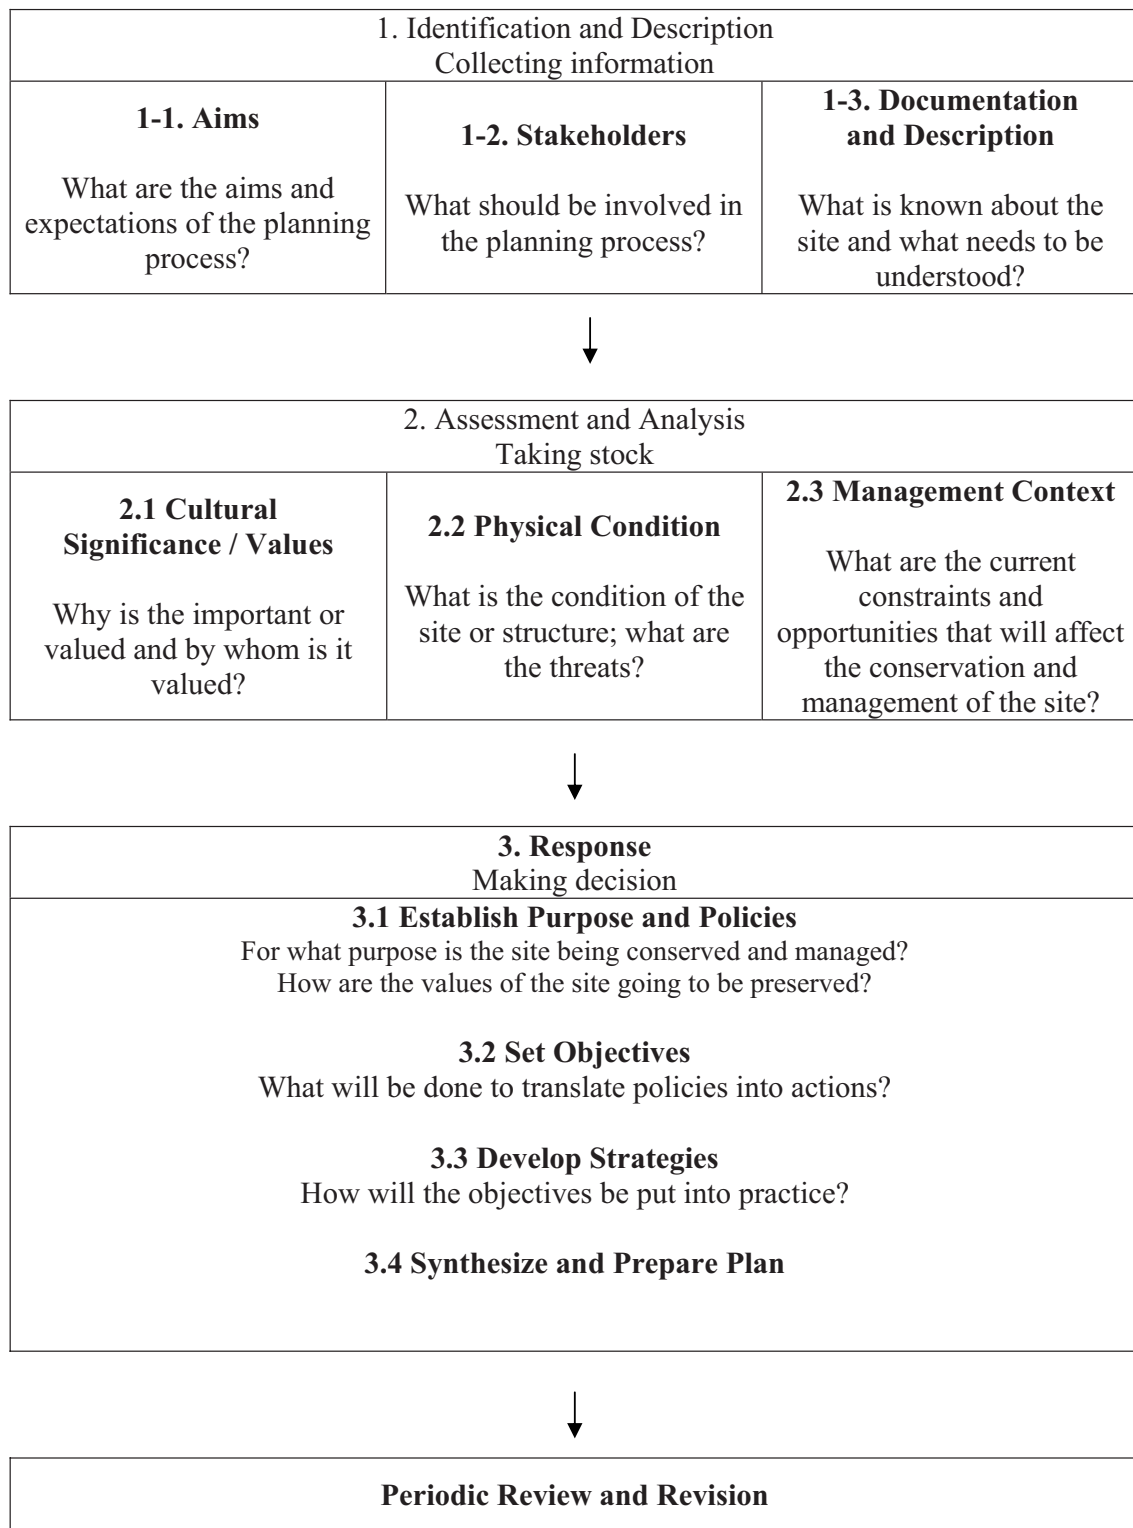 1. Identification and Description
Collecting information
1-1. Aims
What are the aims and
expectations of the planning
process?
1-2. Stakeholders
What should be involved in
the planning process?
1-3. Documentation
and Description
What is known about the
site and what needs to be
understood?
2. Assessment and Analysis
Taking stock
2.1 Cultural
Significance / Values
Why is the important or
valued and by whom is it
valued?
2.2 Physical Condition
What is the condition of the
site or structure; what are
the threats?
2.3 Management Context
What are the current
constraints and
opportunities that will affect
the conservation and
management of the site?
3. Response
Making decision
3.1 Establish Purpose and Policies
For what purpose is the site being conserved and managed?
How are the values of the site going to be preserved?
3.2 Set Objectives
What will be done to translate policies into actions?
3.3 Develop Strategies
How will the objectives be put into practice?
3.4 Synthesize and Prepare Plan
Periodic Review and Revision